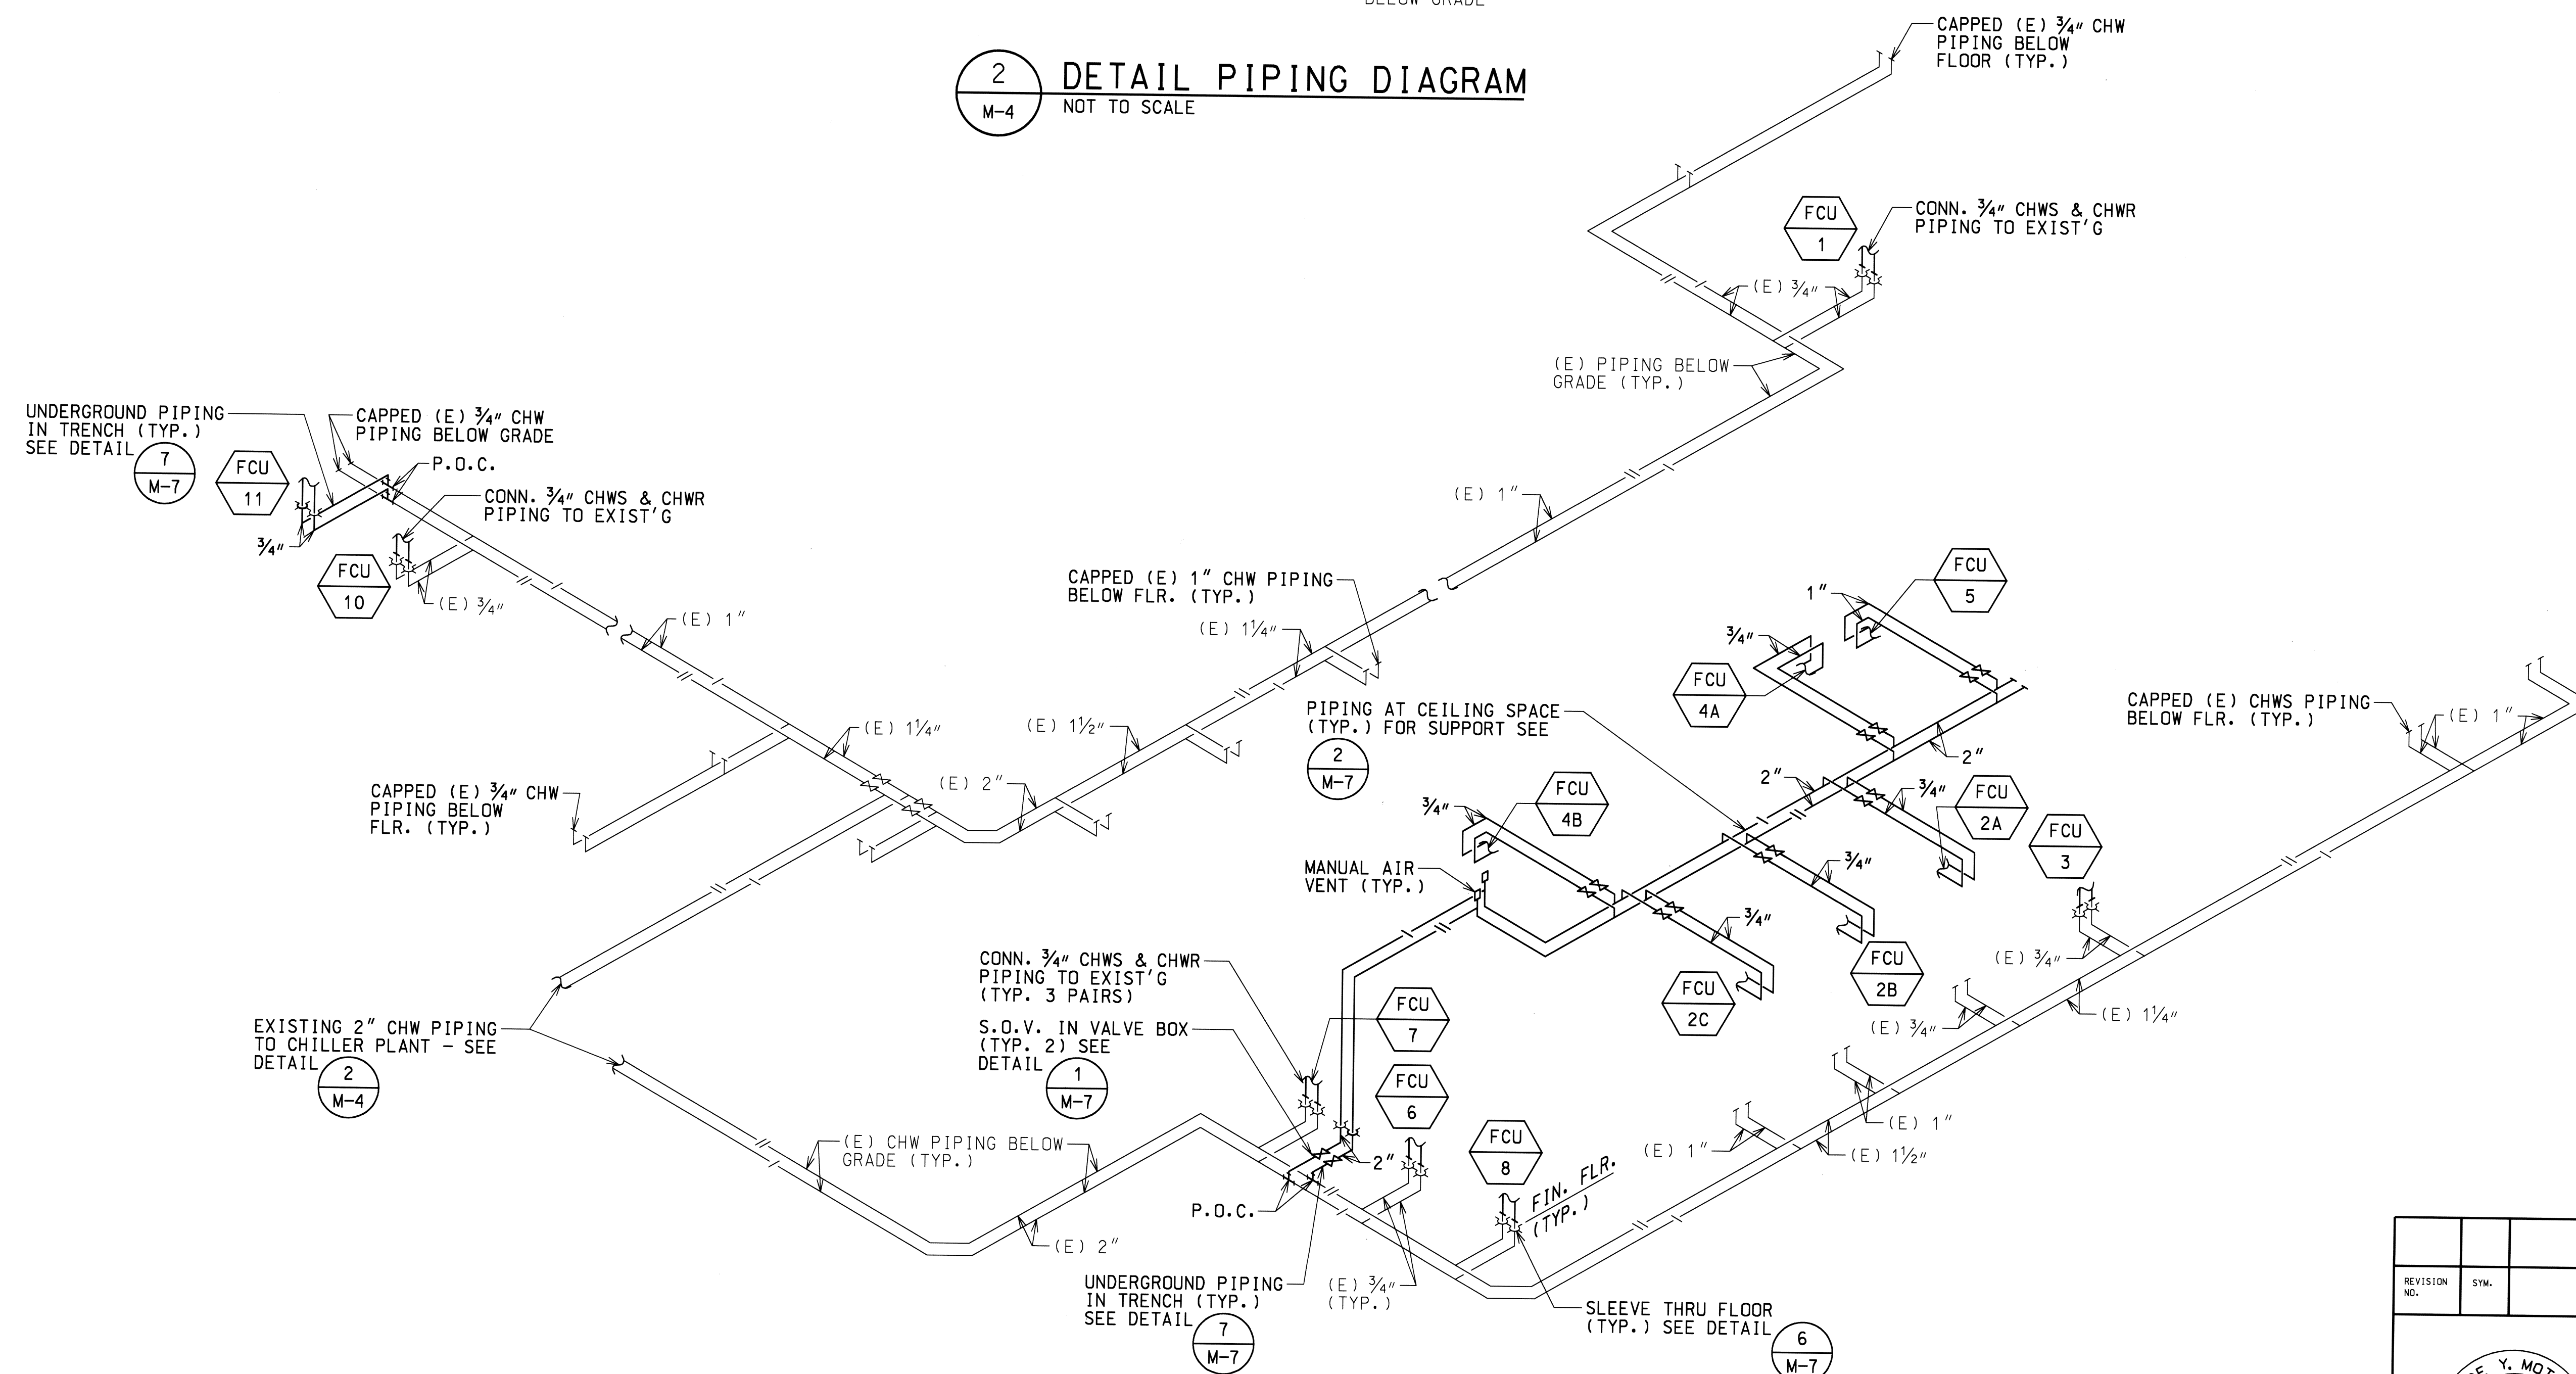 BELOW GRADE
2
M-4
DETAIL PIPING DIAGRAM
NOT TO SCALE
CAPPED (E) 3/4" CHW
PIPING BELOW
FLOOR (TYP.)
FCU
1
CONN. 3/4" CHWS & CHWR
PIPING TO EXIST'G
(E) 3/4"
(E) PIPING BELOW
GRADE (TYP.)
UNDERGROUND PIPING
IN TRENCH (TYP.)
SEE DETAIL
7
M-7
CAPPED (E) 3/4" CHW
PIPING BELOW GRADE
P.O.C.
FCU
11
CONN. 3/4" CHWS & CHWR
PIPING TO EXIST'G
3/4"
FCU
10
(E) 3/4"
(E) 1"
(E) 1"
CAPPED (E) 1" CHW PIPING
BELOW FLR. (TYP.)
(E) 1 1/4"
FCU
5
1"
3/4"
FCU
4A
PIPING AT CEILING SPACE
(TYP.) FOR SUPPORT SEE
2
M-7
CAPPED (E) CHWS PIPING
BELOW FLR. (TYP.)
(E) 1"
(E) 1 1/4"
(E) 1 1/2"
(E) 2"
2"
2"
CAPPED (E) 3/4" CHW
PIPING BELOW
FLR. (TYP.)
3/4"
FCU
4B
3/4"
FCU
2A
FCU
3
MANUAL AIR
VENT (TYP.)
3/4"
3/4"
FCU
2B
FCU
2C
(E) 3/4"
(E) 3/4"
(E) 1 1/4"
CONN. 3/4" CHWS & CHWR
PIPING TO EXIST'G
(TYP. 3 PAIRS)
S.O.V. IN VALVE BOX
(TYP. 2) SEE
DETAIL
1
M-7
FCU
7
FCU
6
EXISTING 2" CHW PIPING
TO CHILLER PLANT - SEE
DETAIL
2
M-4
(E) CHW PIPING BELOW
GRADE (TYP.)
(E) 2"
P.O.C.
2"
FCU
8
FIN. FLR.
(TYP.)
(E) 1"
(E) 1"
(E) 1 1/2"
UNDERGROUND PIPING
IN TRENCH (TYP.)
SEE DETAIL
7
M-7
(E) 3/4"
(TYP.)
SLEEVE THRU FLOOR
(TYP.) SEE DETAIL
6
M-7
REVISION
NO.
SYM.
Y. MOT